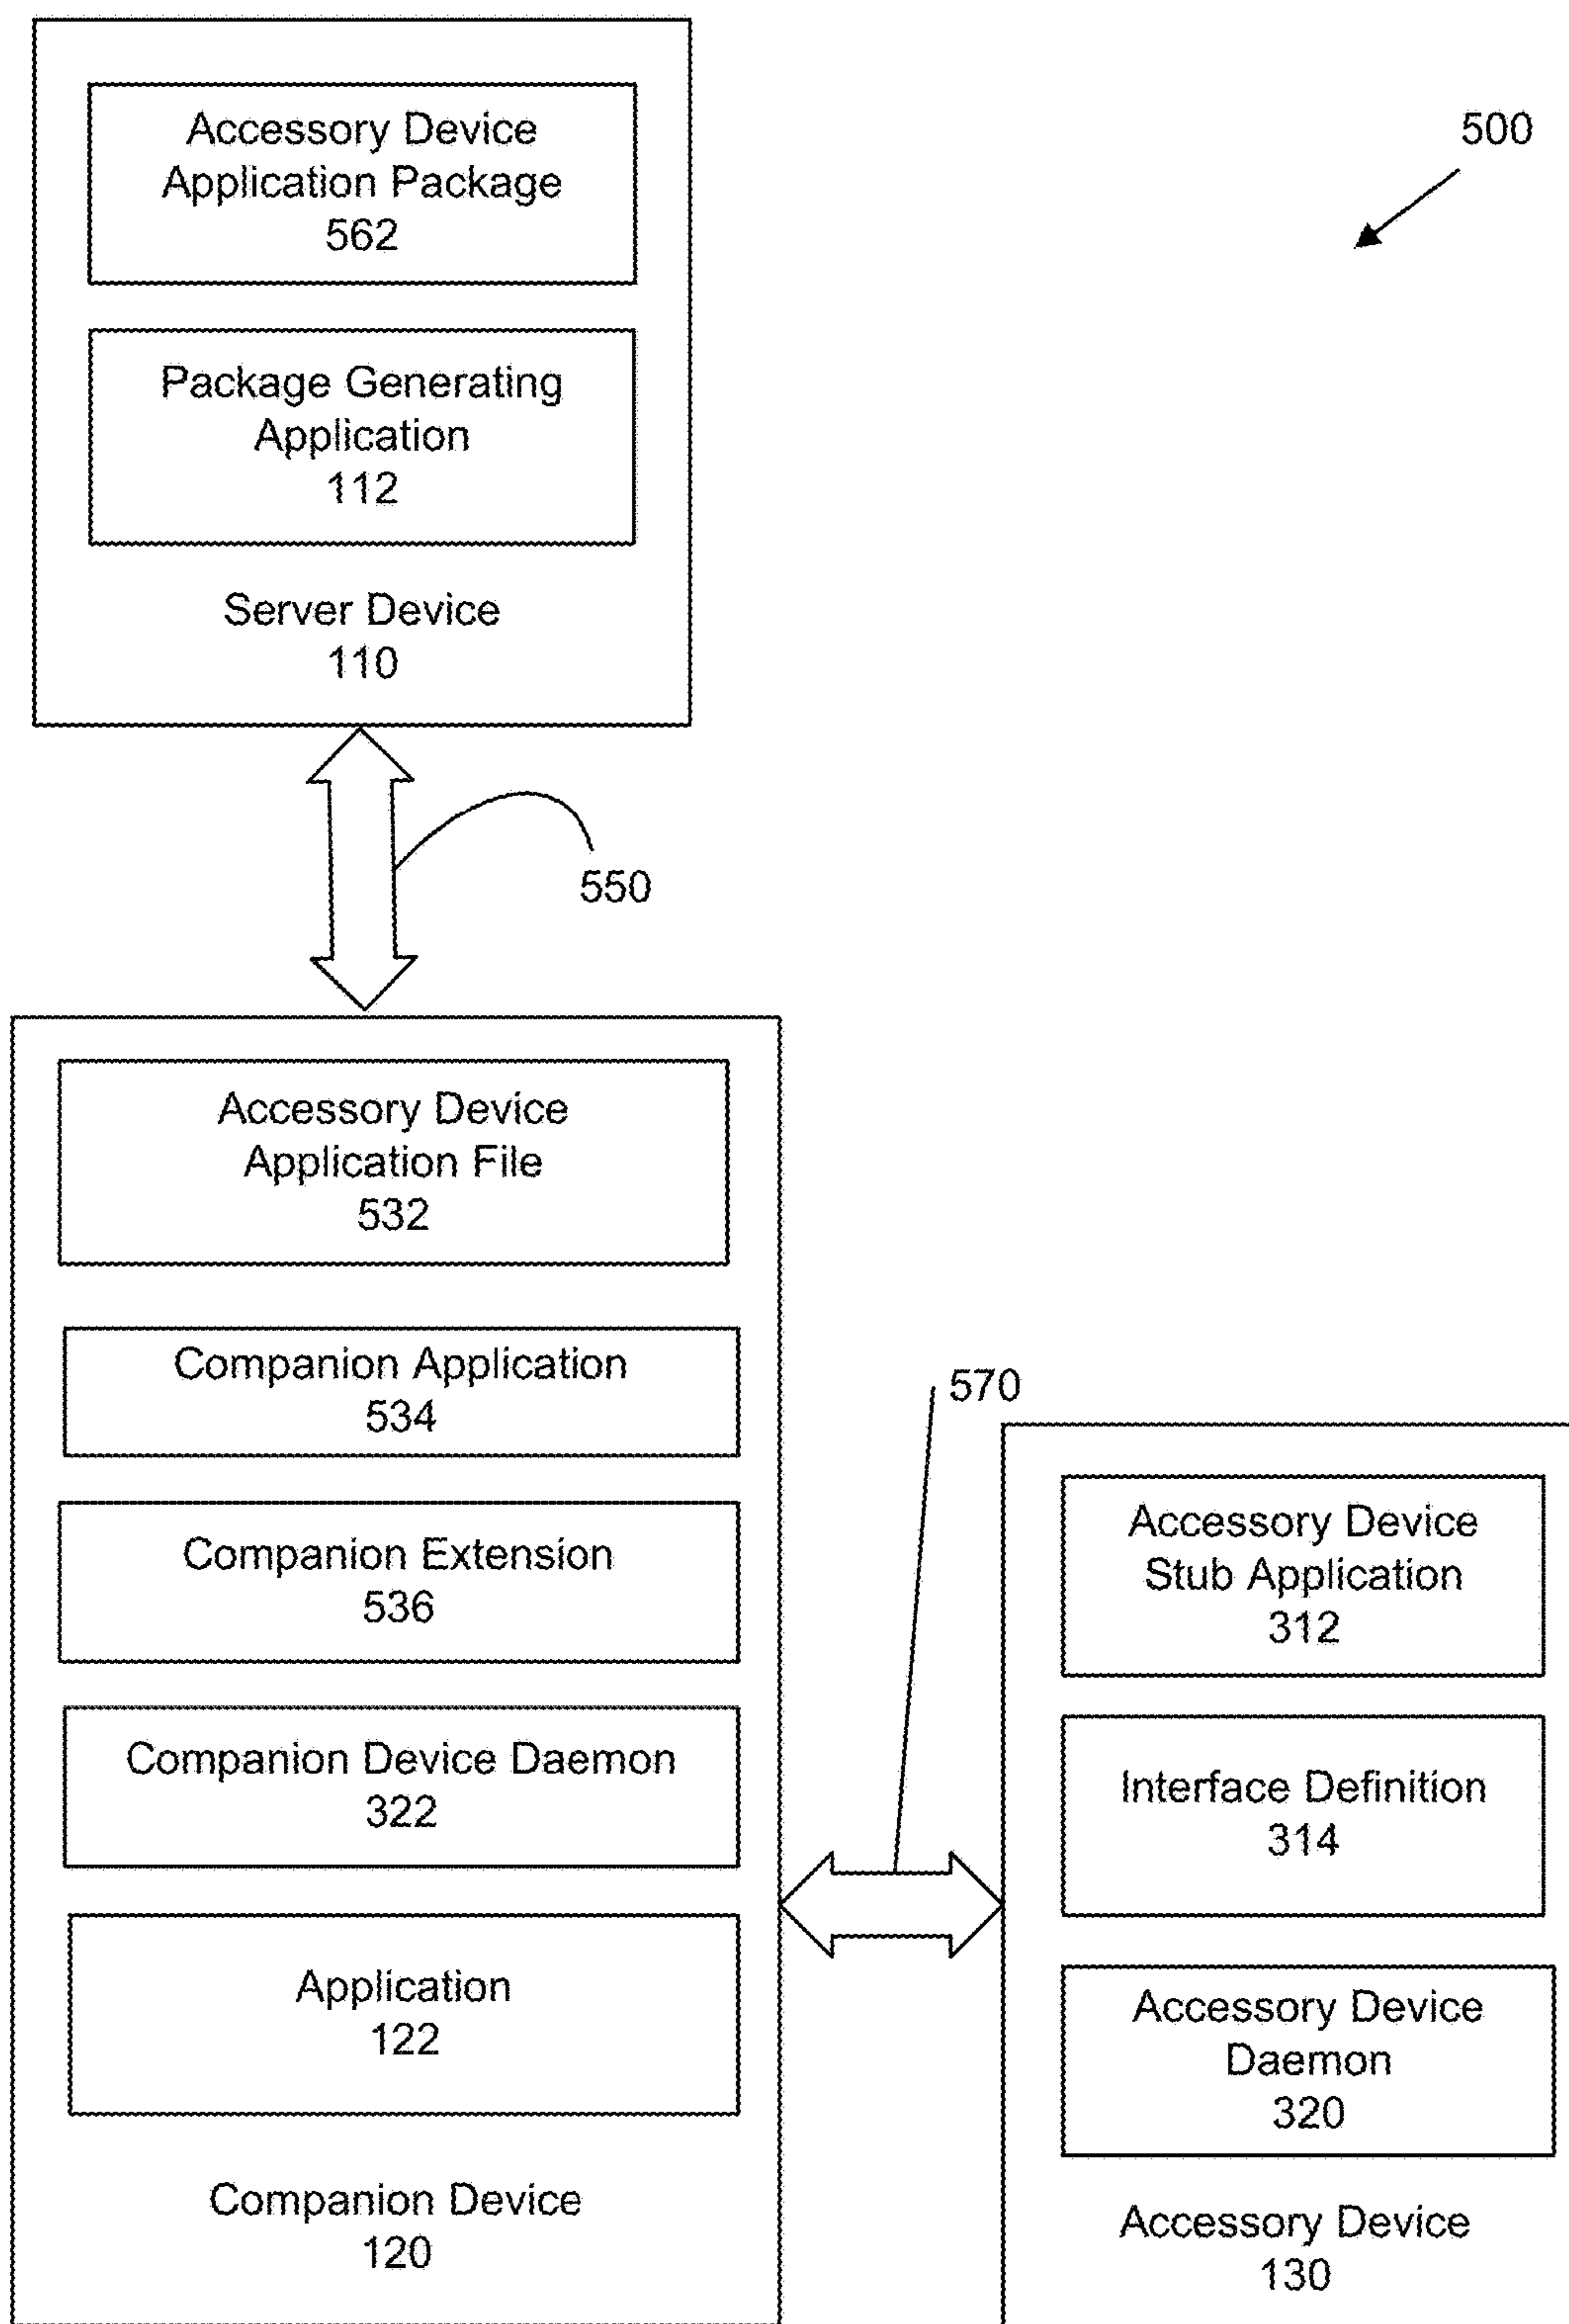 Accessory Device
Application Package
562
500
Package Generating
Application
112
Server Device
110
550
Accessory Device
Application File
532
Companion Application
534
570
Companion Extension
536
Companion Device Daemon
322
Application
122
Companion Device
120
Accessory Device
Stub Application
312
Interface Definition
314
Accessory Device
Daemon
320
Accessory Device
130